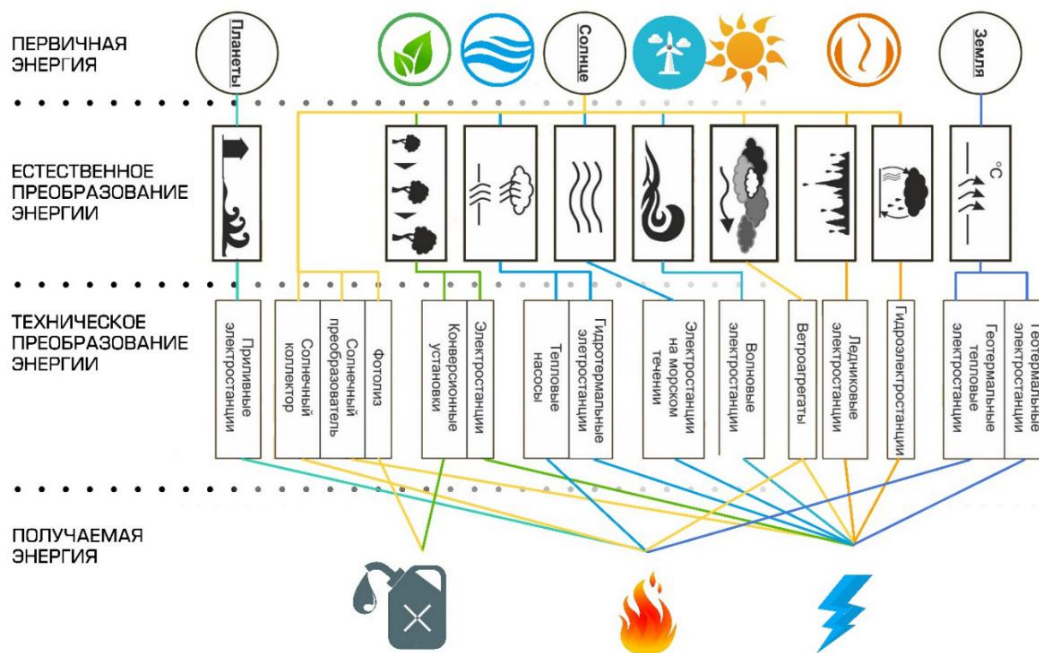 ПЕРВИЧНАЯ
ЭНЕРГИЯ
Планеты
Солнце
Земля
ЕСТЕСТВЕННОЕ
ПРЕОБРАЗОВАНИЕ
ЭНЕРГИИ
°C
ТЕХНИЧЕСКОЕ
ПРЕОБРАЗОВАНИЕ
ЭНЕРГИИ
Приливные
электростанции
Солнечный
коллектор
Солнечный
преобразователь
Фотолиз
Конверсионные
установки
Электростанции
Тепловые
насосы
Гидротермальные
элетростанции
Электростанции
на морском
течении
Волновые
электростанции
Ветроагрегаты
Ледниковые
электростанции
Гидроэлектростанции
Геотермальные
тепловые
электростанции
Геотермальные
электростанции
ПОЛУЧАЕМАЯ
ЭНЕРГИЯ